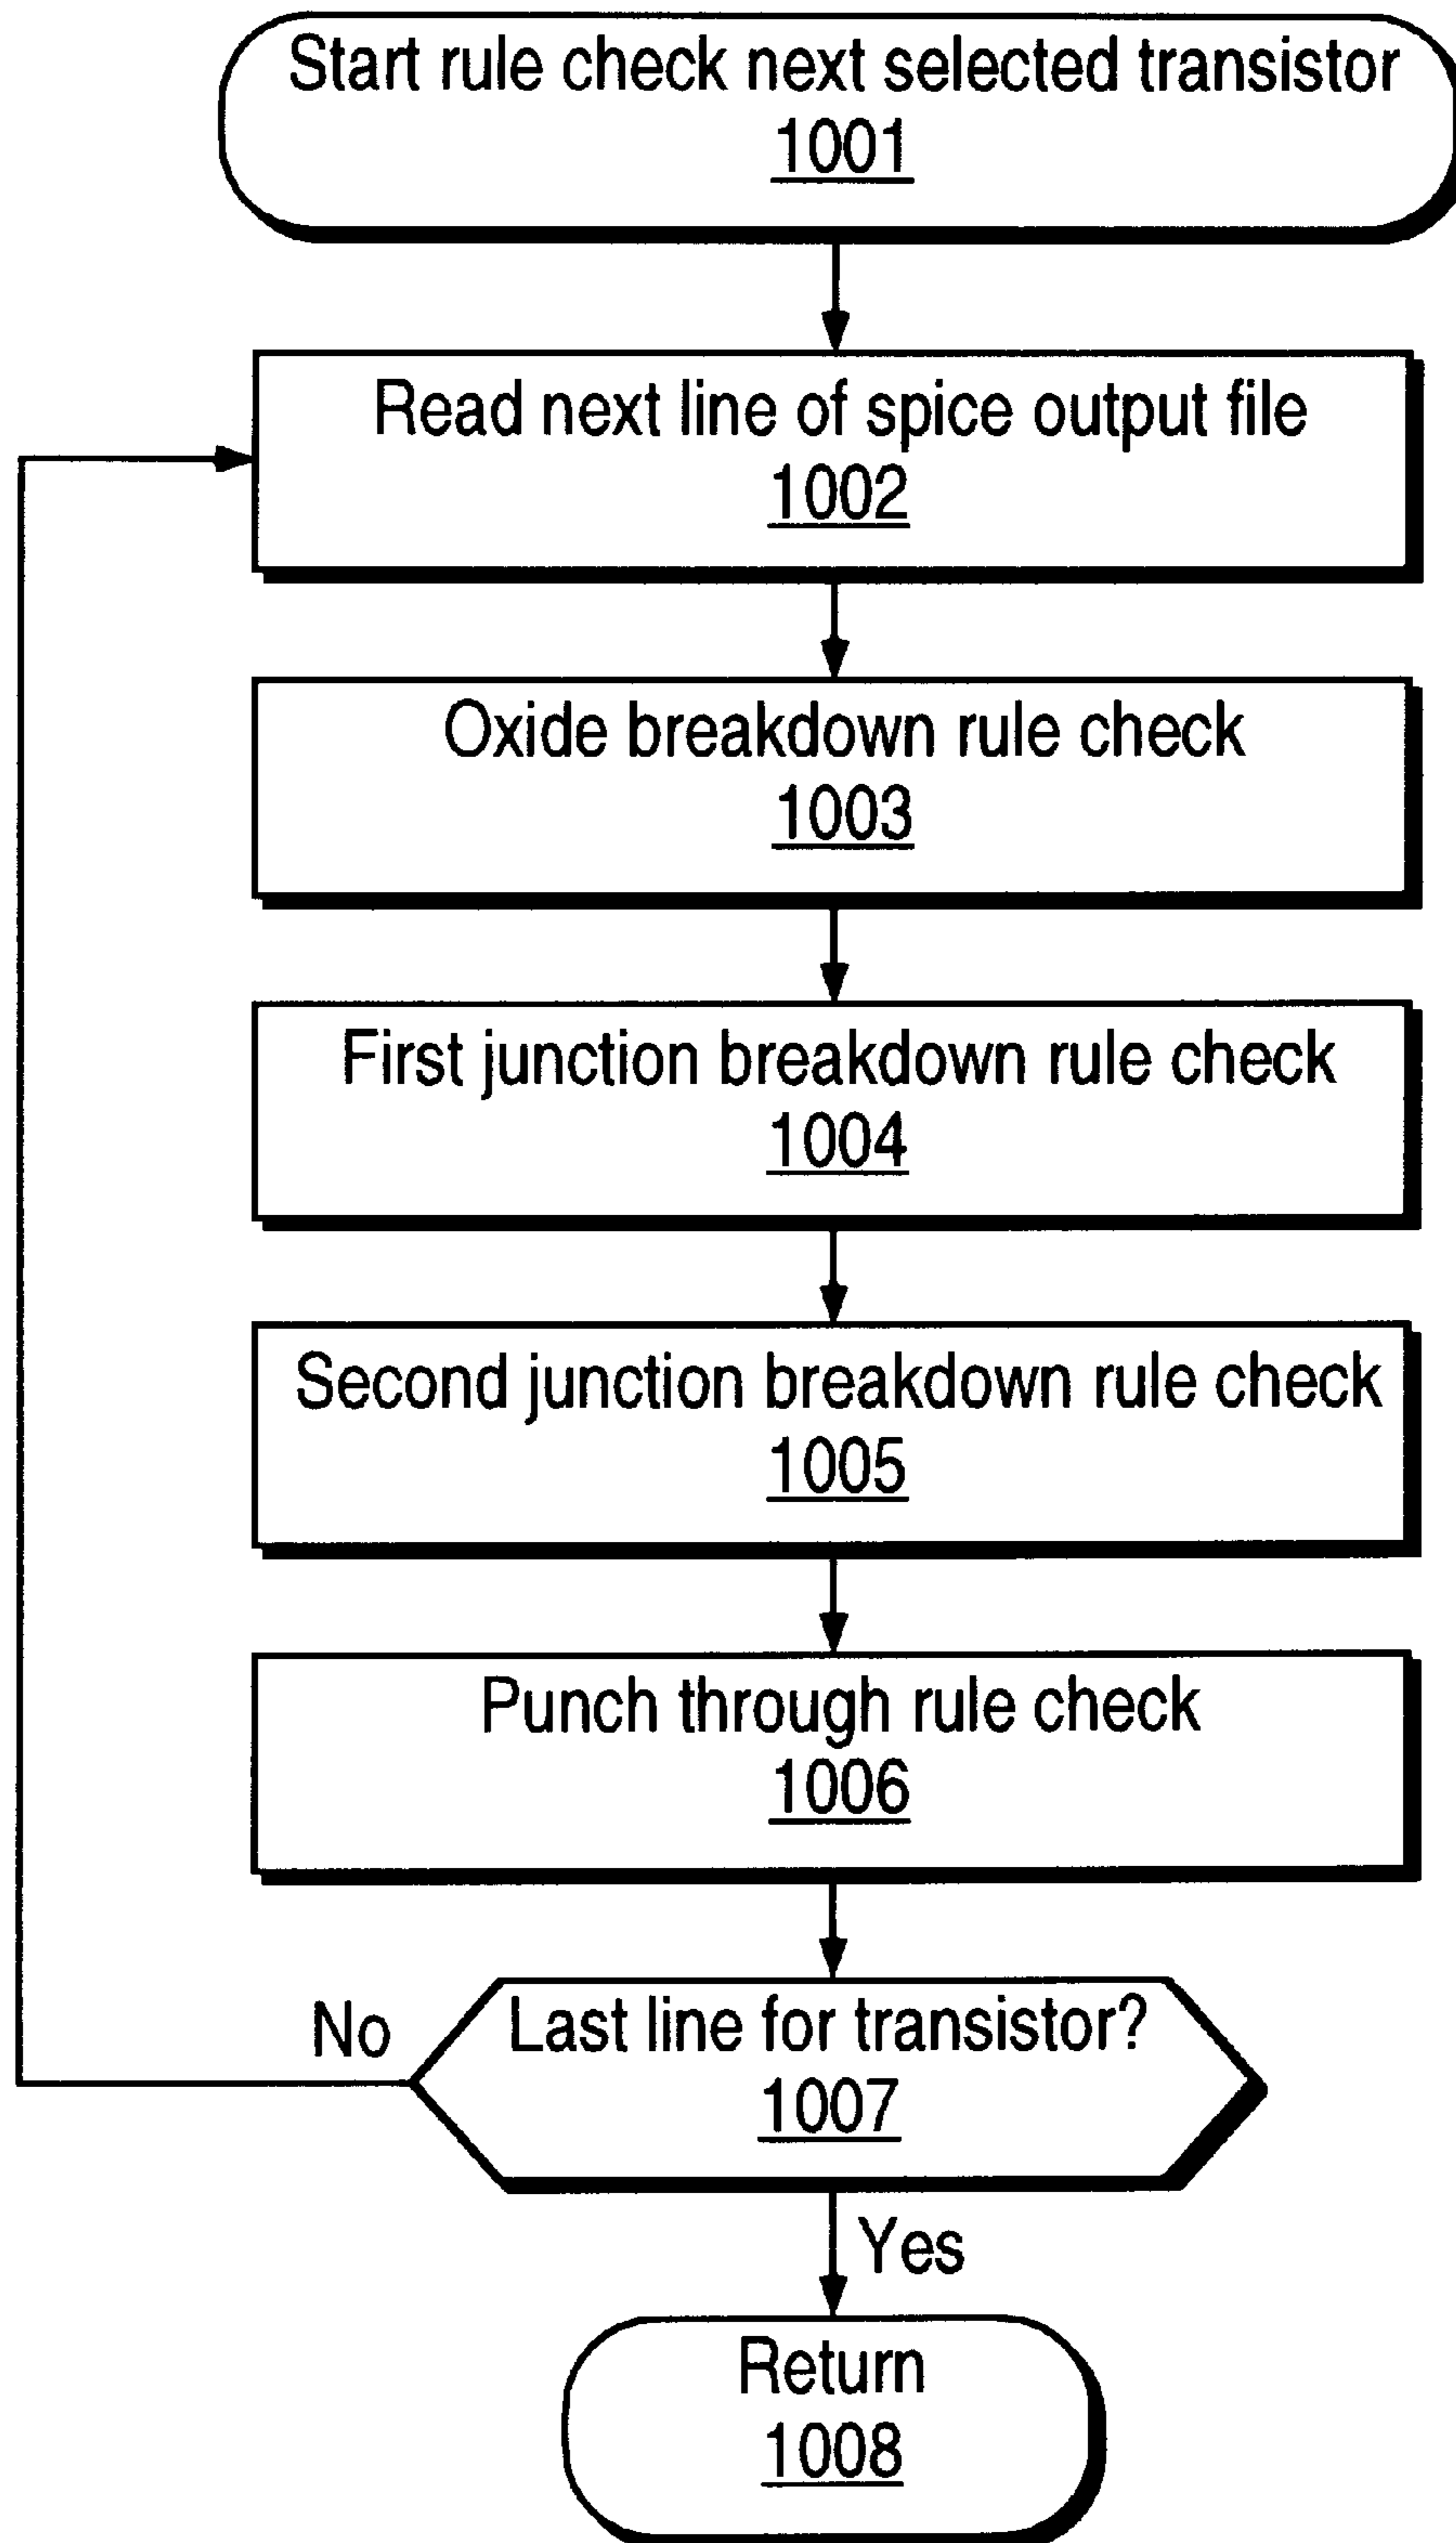 Start rule check next selected transistor
1001
Read next line of spice output file
1002
Oxide breakdown rule check
1003
First junction breakdown rule check
1004
Second junction breakdown rule check
1005
Punch through rule check
1006
No
Last line for transistor?
1007
Yes
Return
1008